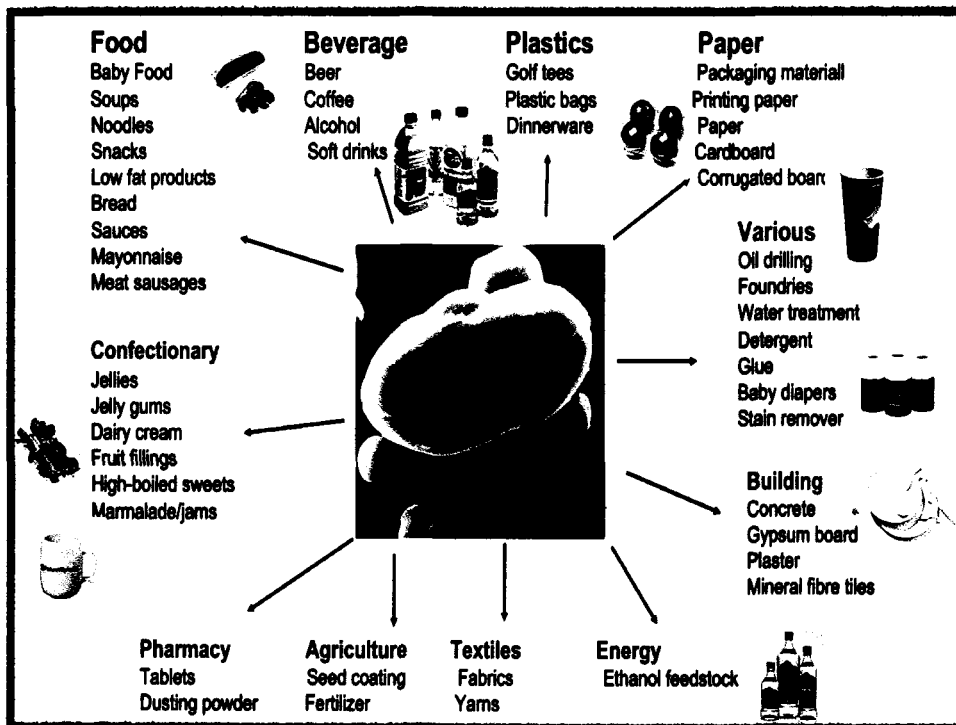 Food
Baby Food
Soups
Noodles
Snacks
Low fat products
Bread
Sauces
Mayonnaise
Meat sausages
Beverage
Beer
Coffee
Alcohol
Soft drinks
Plastics
Golf tees
Plastic bags
Dinnerware
Paper
Packaging materiall
Printing paper
Paper
Cardboard
Corrugated board
Various
Oil drilling
Foundries
Water treatment
Detergent
Glue
Baby diapers
Stain remover
Confectionary
Jellies
Jelly gums
Dairy cream
Fruit fillings
High-boiled sweets
Marmalade/jams
Building
Concrete
Gypsum board
Plaster
Mineral fibre tiles
Pharmacy
Tablets
Dusting powder
Agriculture
Seed coating
Fertilizer
Textiles
Fabrics
Yarns
Energy
Ethanol feedstock